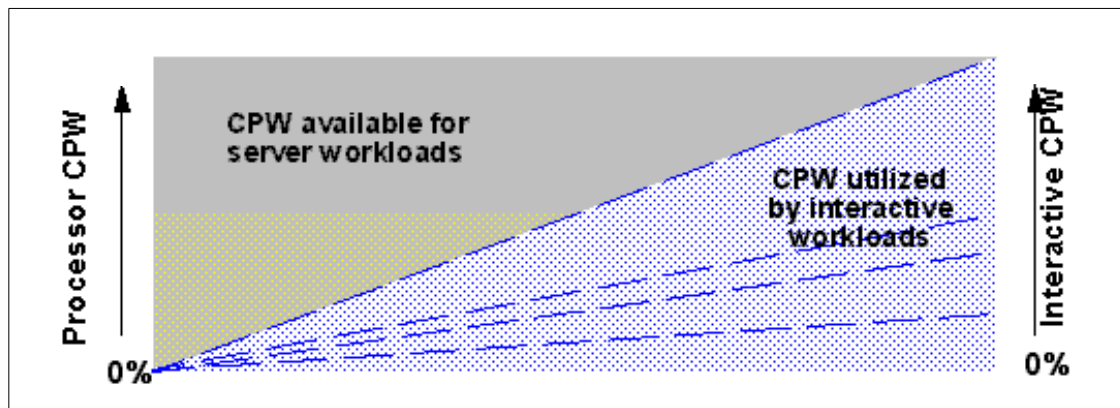 Processor CPW
0%
CPW available for
server workloads
CPW utilized
by interactive
workloads
Interactive CPW
0%